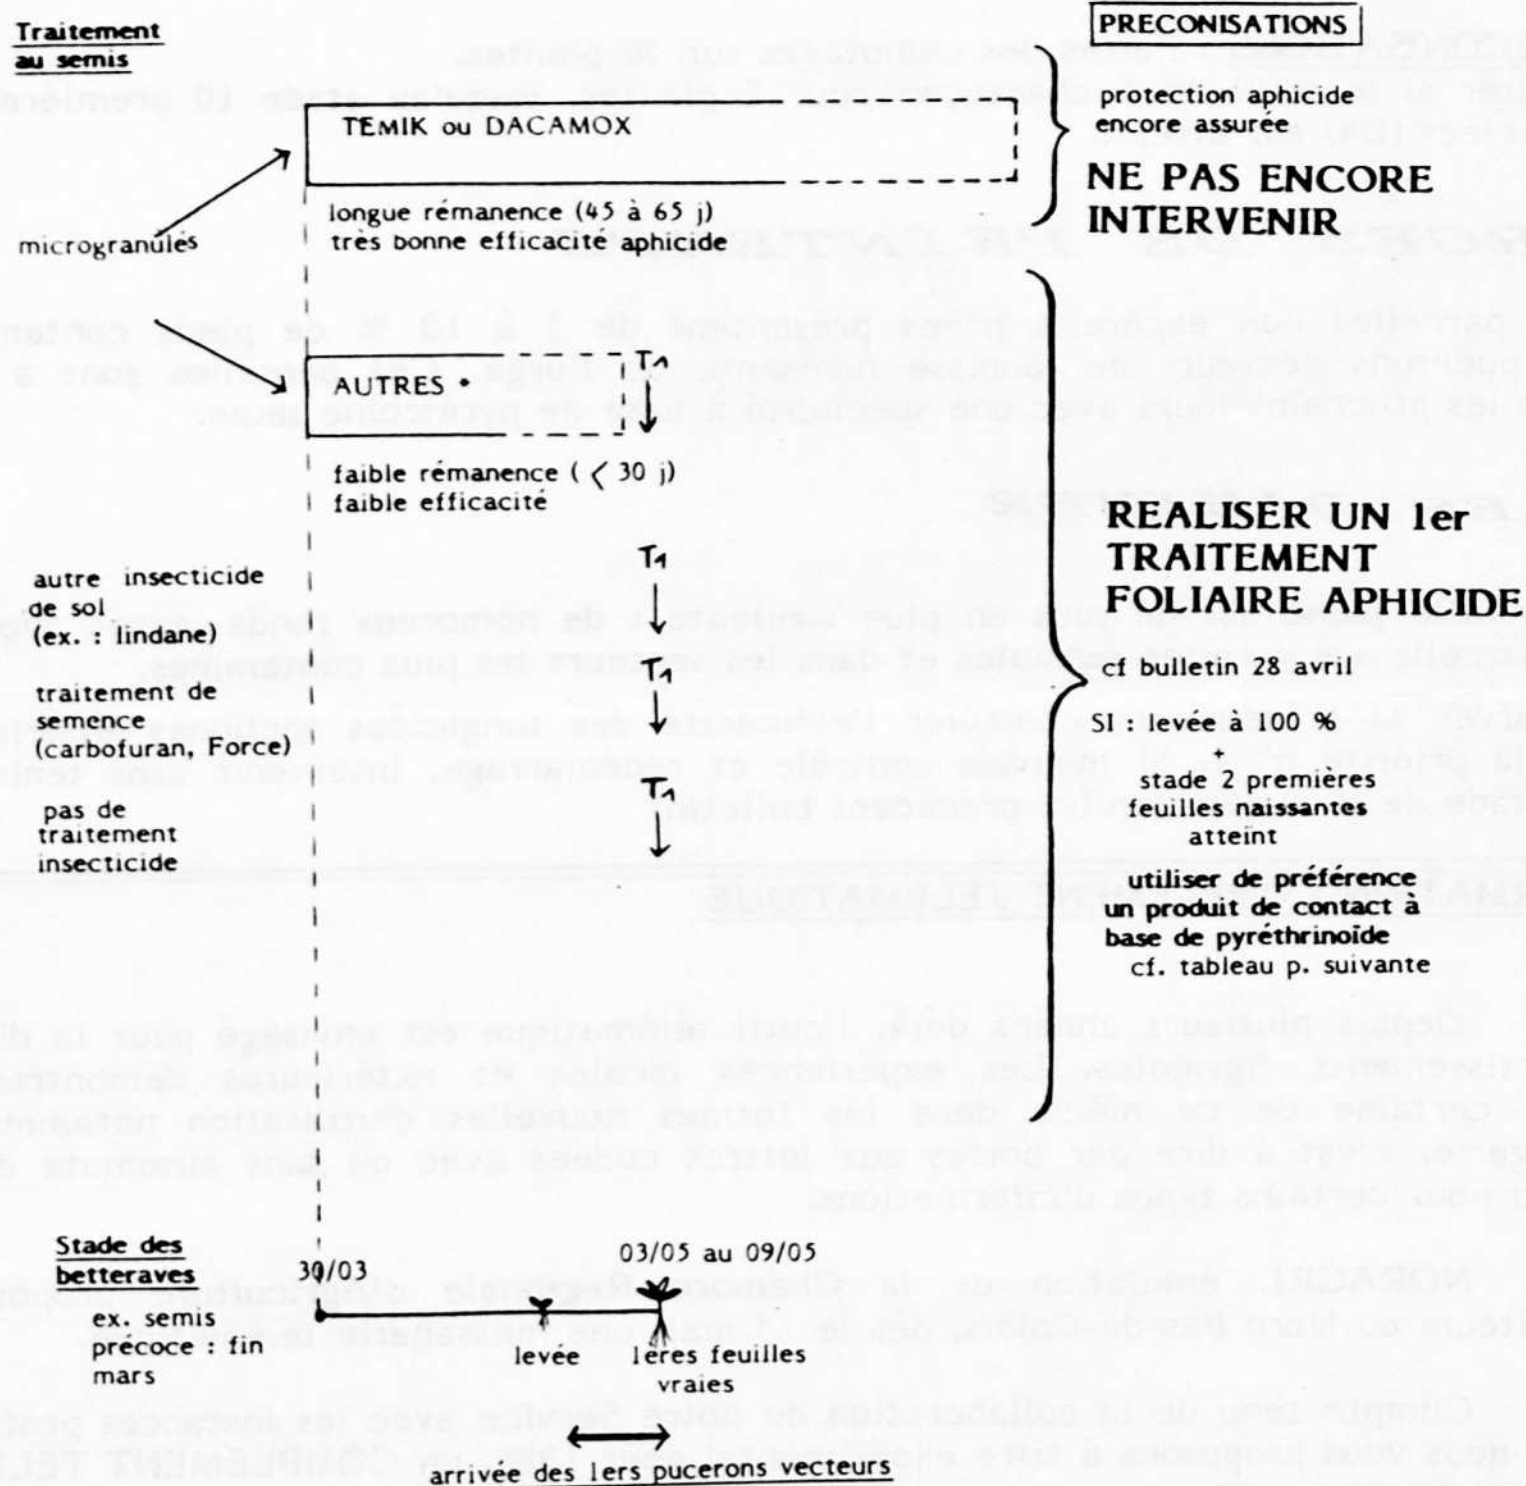 Traitement
au semis
PRECONISATIONS
TEMIK ou DACAMOX
protection aphicide
encore assurée
NE PAS ENCORE
INTERVENIR
longue rémanence (45 à 65 j)
très bonne efficacité aphicide
microgranulés
AUTRES •
T1
faible rémanence ( < 30 j)
faible efficacité
REALISER UN 1er
TRAITEMENT
FOLIAIRE APHICIDE
autre insecticide
de sol
(ex. : lindane)
T1
cf bulletin 28 avril
traitement de
semence
(carbofuran, Force)
T1
SI : levée à 100 %
+
stade 2 premières
feuilles naissantes
atteint
pas de
traitement
insecticide
T1
utiliser de préférence
un produit de contact à
base de pyréthrinoïde
cf. tableau p. suivante
Stade des
betteraves
ex. semis
précoce : fin
mars
30/03
03/05 au 09/05
levée
1ères feuilles
vraies
arrivée des 1ers pucerons vecteurs